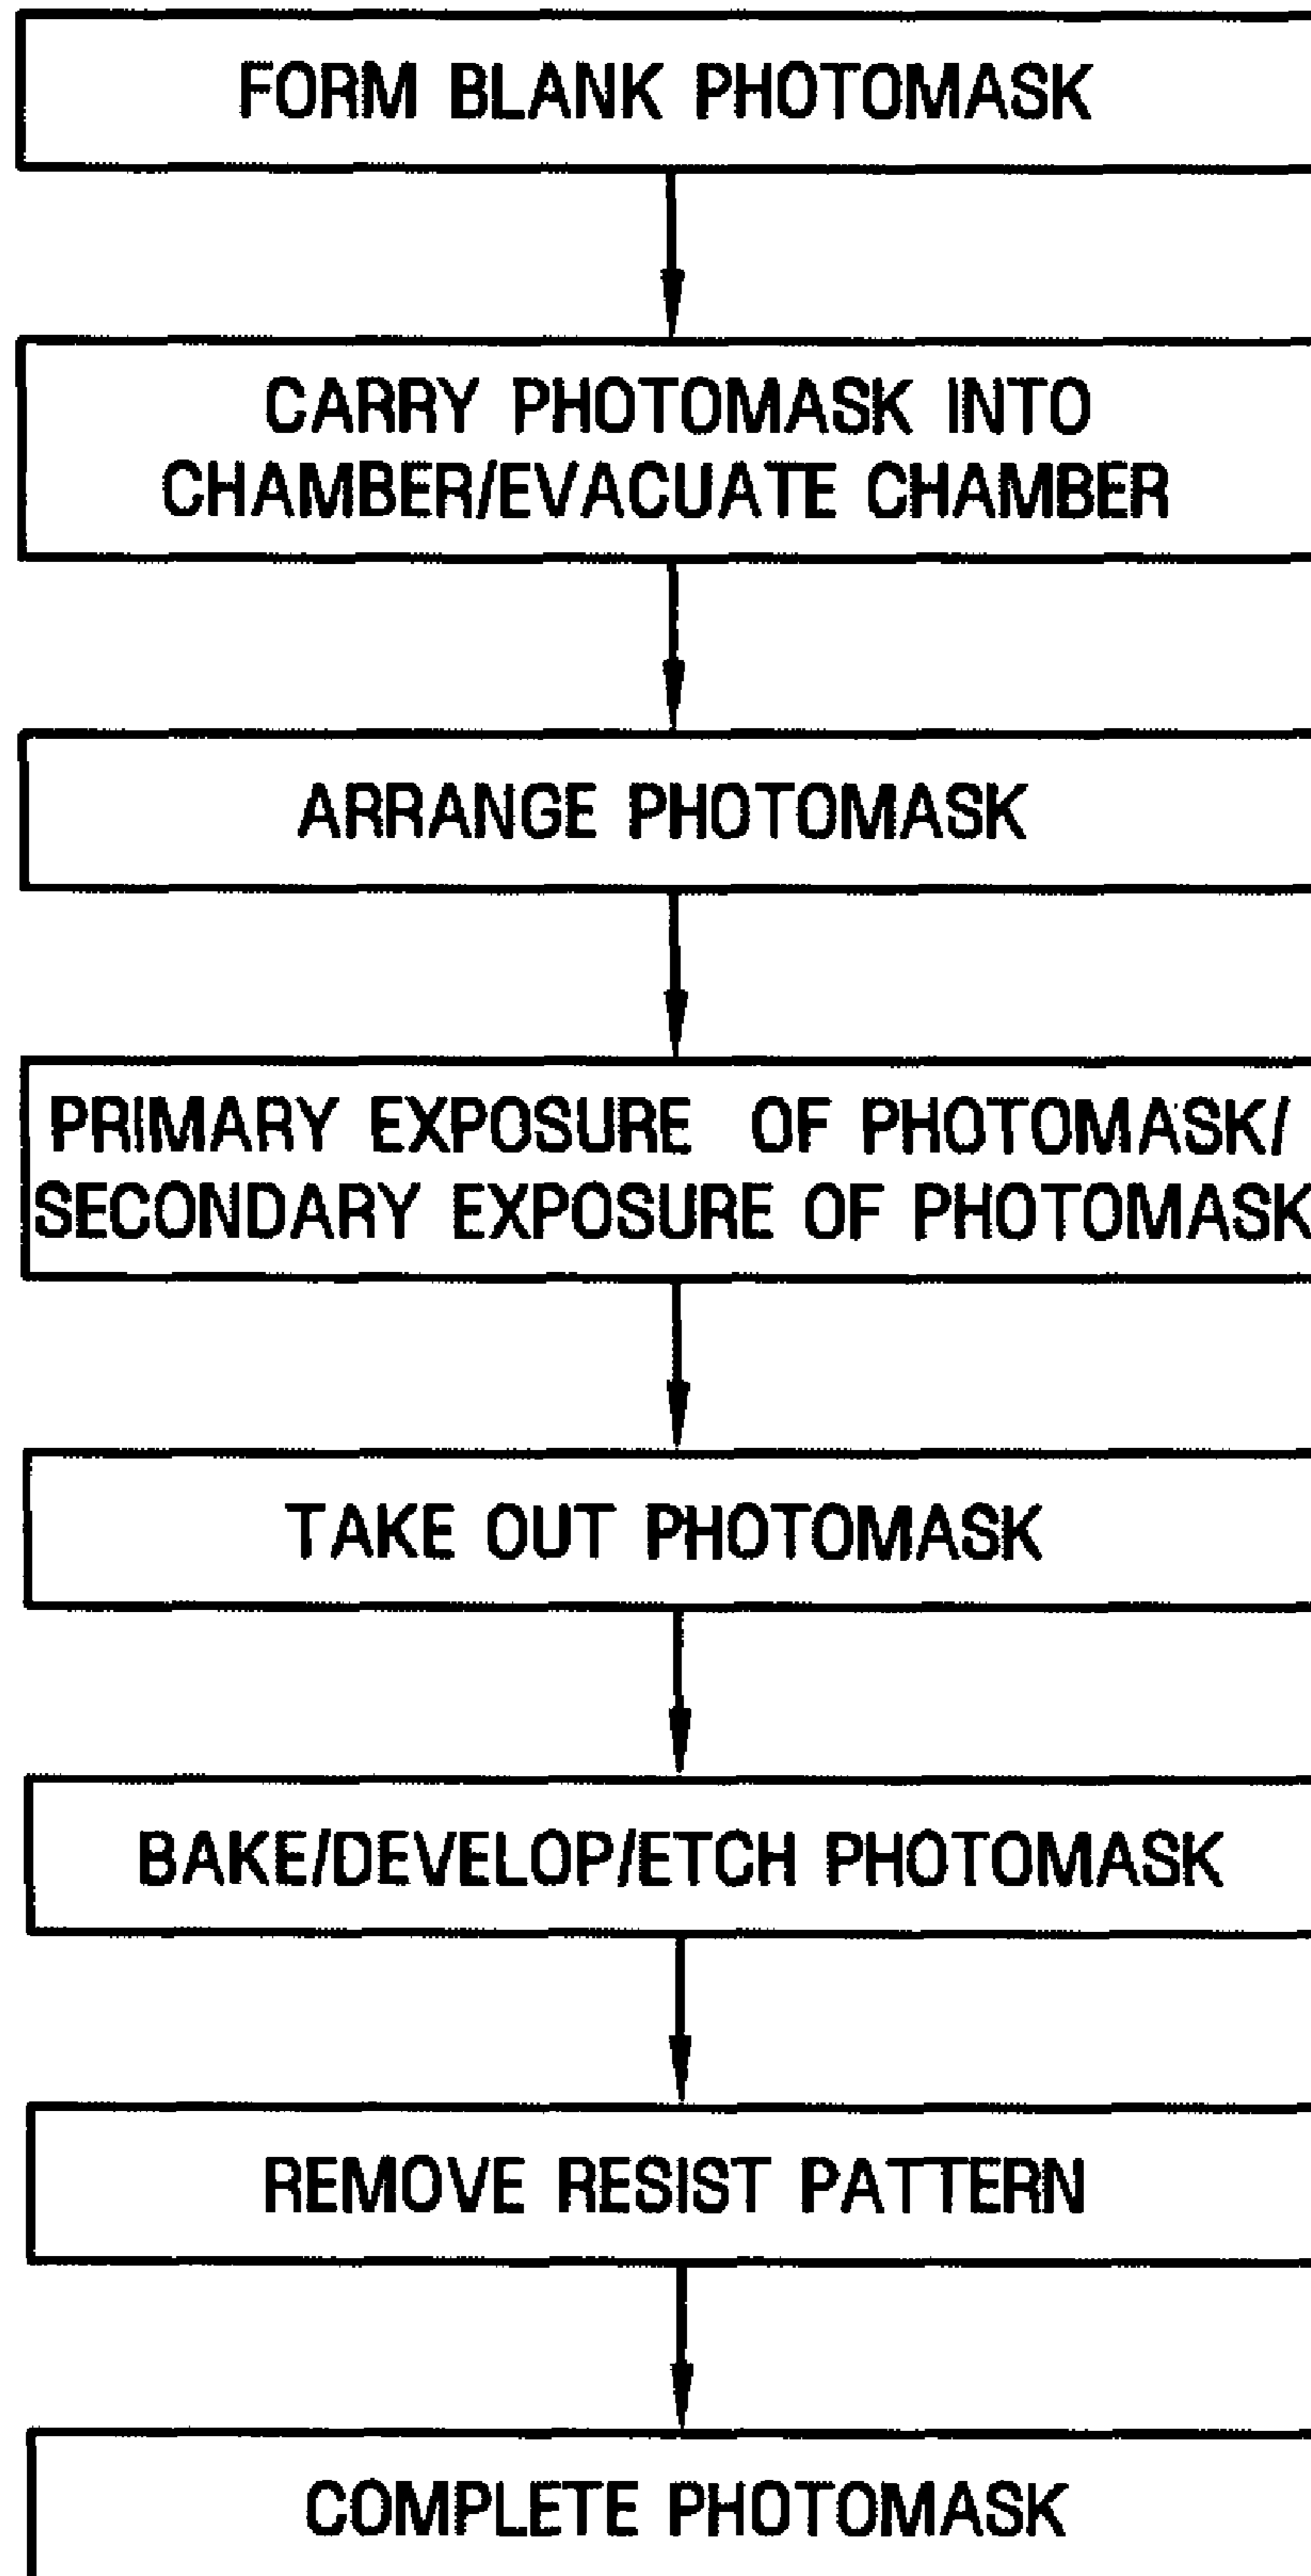 FORM BLANK PHOTOMASK
CARRY PHOTOMASK INTO
CHAMBER/EVACUATE CHAMBER
ARRANGE PHOTOMASK
PRIMARY EXPOSURE OF PHOTOMASK/
SECONDARY EXPOSURE OF PHOTOMASK
TAKE OUT PHOTOMASK
BAKE/DEVELOP/ETCH PHOTOMASK
REMOVE RESIST PATTERN
COMPLETE PHOTOMASK